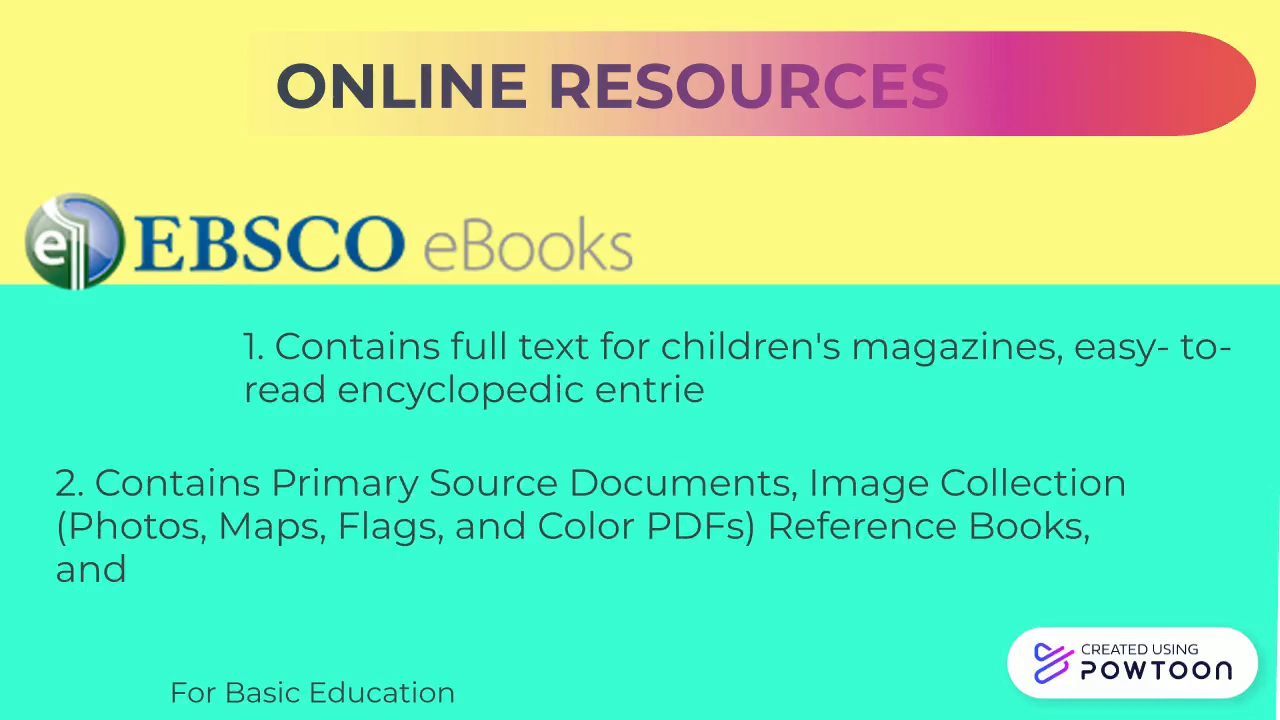 ONLINE RESOURCES
e EBSCO eBooks
1. Contains full text for children's magazines, easy- to-
read encyclopedic entrie
2. Contains Primary Source Documents, Image Collection
(Photos, Maps, Flags, and Color PDFs) Reference Books,
and
For Basic Education
CREATED USING
POWTOON